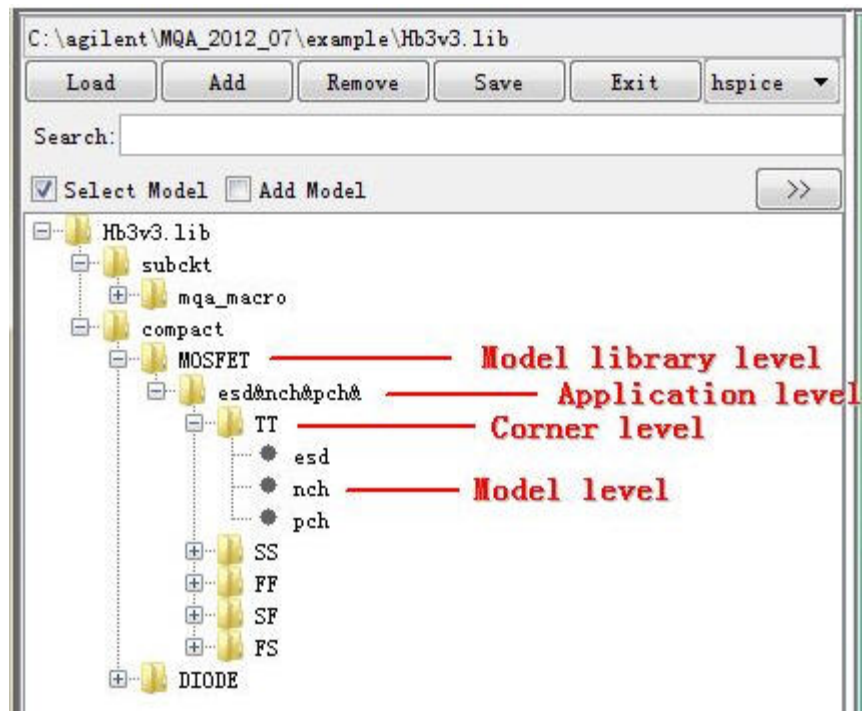 C:\agilent\MQA_2012_07\example\Hb3v3.lib
Load Add Remove Save Exit hspice
Search:
Select Model Add Model >>
Hb3v3.lib
subckt
mqa_macro
compact
MOSFET Model library level
esd&nch&pch& Application level
TT Corner level
esd
nch Model level
pch
SS
FF
SF
FS
DIODE